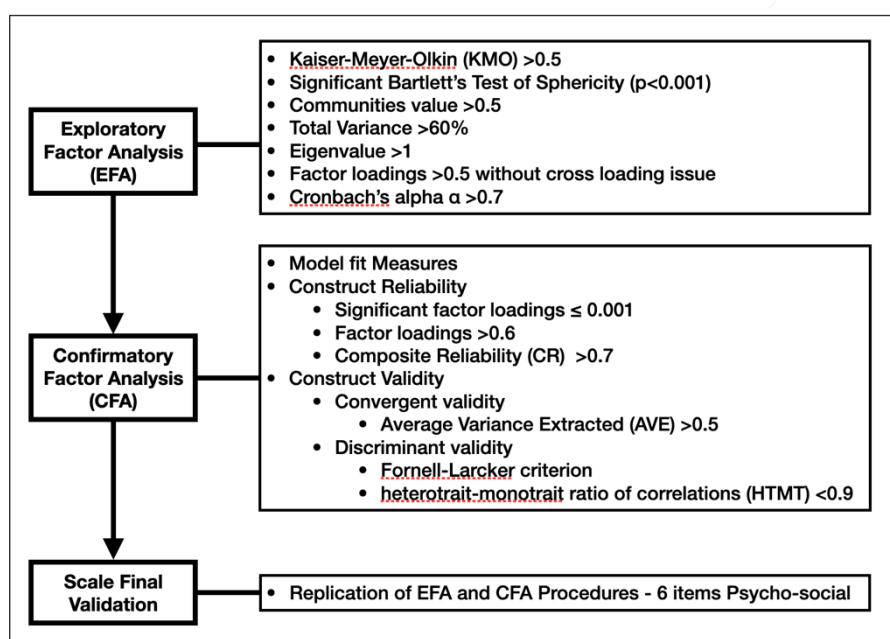 Exploratory
Factor Analysis
(EFA)
• Kaiser-Meyer-Olkin (KMO) >0.5
• Significant Bartlett’s Test of Sphericity (p<0.001)
• Communities value >0.5
• Total Variance >60%
• Eigenvalue >1
• Factor loadings >0.5 without cross loading issue
• Cronbach’s alpha α >0.7
Confirmatory
Factor Analysis
(CFA)
• Model fit Measures
• Construct Reliability
• Significant factor loadings ≤ 0.001
• Factor loadings >0.6
• Composite Reliability (CR) >0.7
• Construct Validity
• Convergent validity
• Average Variance Extracted (AVE) >0.5
• Discriminant validity
• Fornell-Larcker criterion
• heterotrait-monotrait ratio of correlations (HTMT) <0.9
Scale Final
Validation
• Replication of EFA and CFA Procedures - 6 items Psycho-social